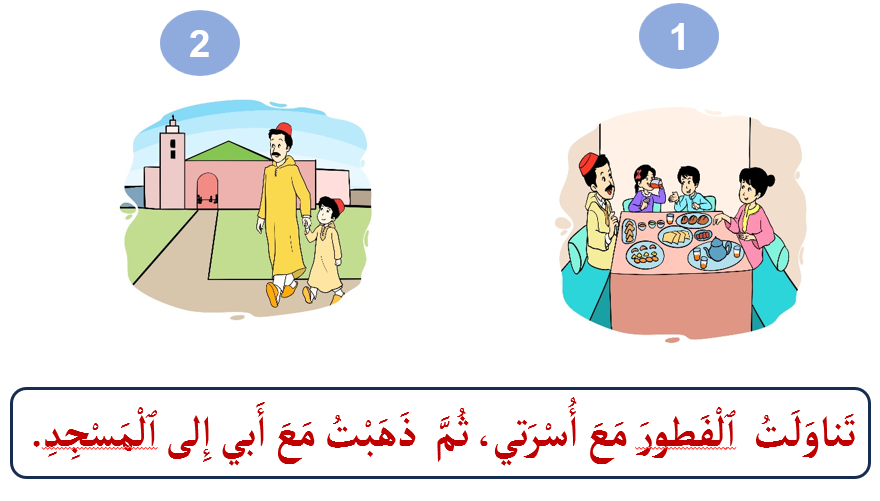 1
2
تَناوَلَتُ ٱلْفَطورَ مَعَ أُسْرَتي، ثُمَّ ذَهَبْتُ مَعَ أَبي إِلى ٱلْمَسْجِدِ.